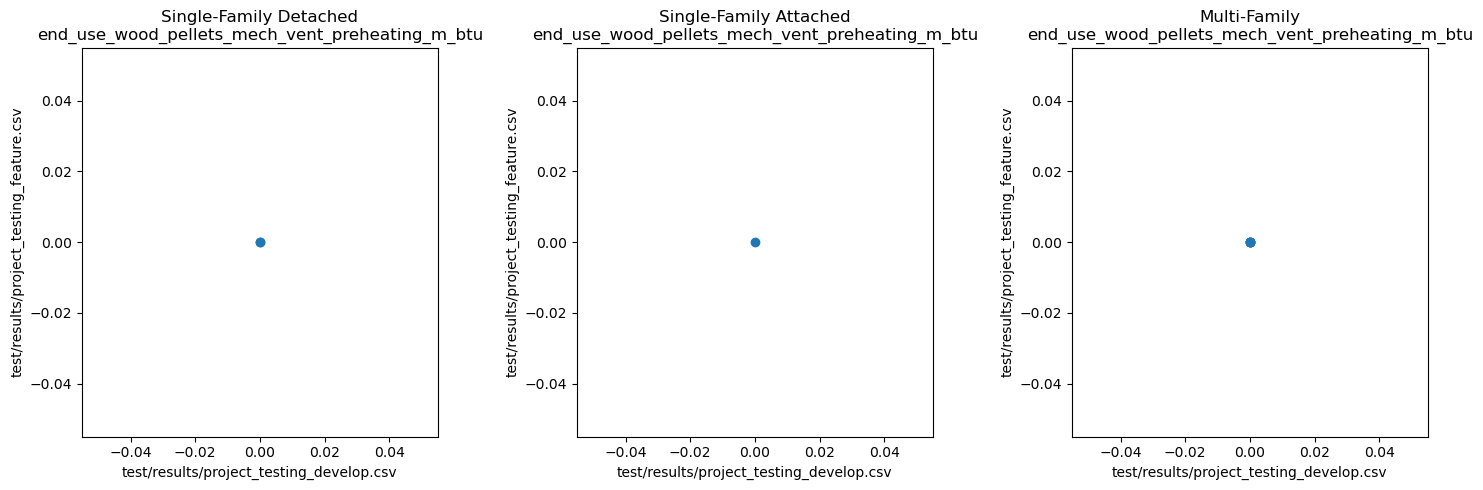 Single-Family Detached
end_use_wood_pellets_mech_vent_preheating_m_btu
test/results/project_testing_feature.csv
0.04
0.02
0.00
−0.02
−0.04
−0.04
−0.02
0.00
0.02
0.04
test/results/project_testing_develop.csv
Single-Family Attached
end_use_wood_pellets_mech_vent_preheating_m_btu
test/results/project_testing_feature.csv
0.04
0.02
0.00
−0.02
−0.04
−0.04
−0.02
0.00
0.02
0.04
test/results/project_testing_develop.csv
Multi-Family
end_use_wood_pellets_mech_vent_preheating_m_btu
test/results/project_testing_feature.csv
0.04
0.02
0.00
−0.02
−0.04
−0.04
−0.02
0.00
0.02
0.04
test/results/project_testing_develop.csv